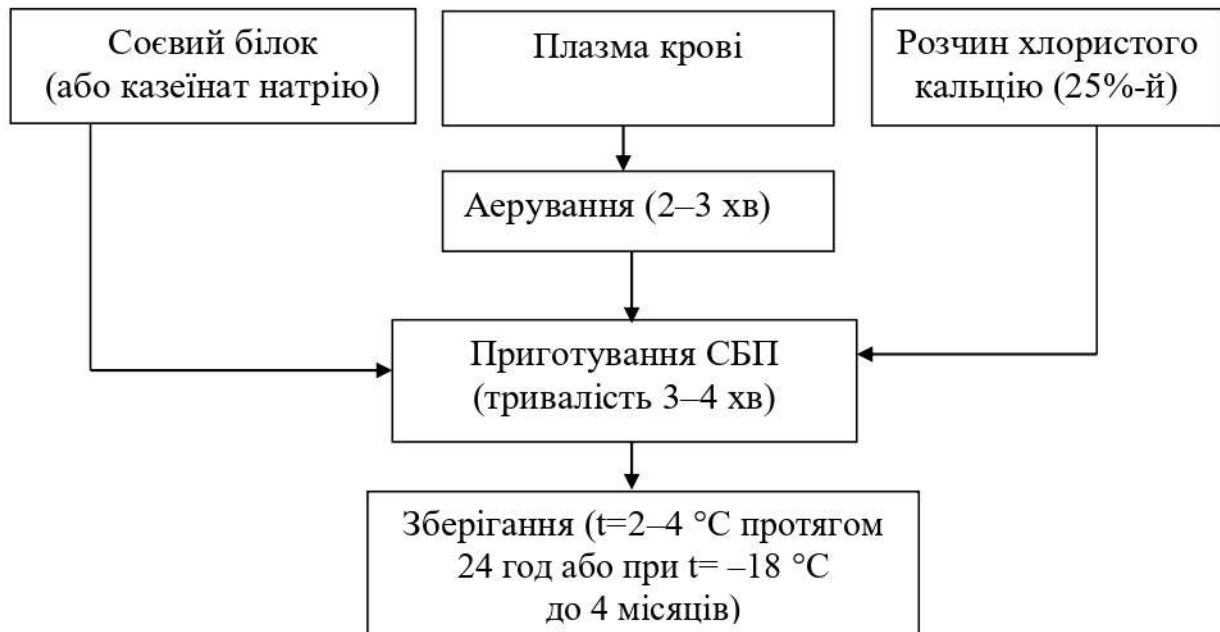 Соєвий білок
(або казеїнат натрію)
Плазма крові
Розчин хлористого
кальцію (25%-й)
Аерування (2–3 хв)
Приготування СБП
(тривалість 3–4 хв)
Зберігання (t=2–4 °С протягом
24 год або при t= –18 °С
до 4 місяців)